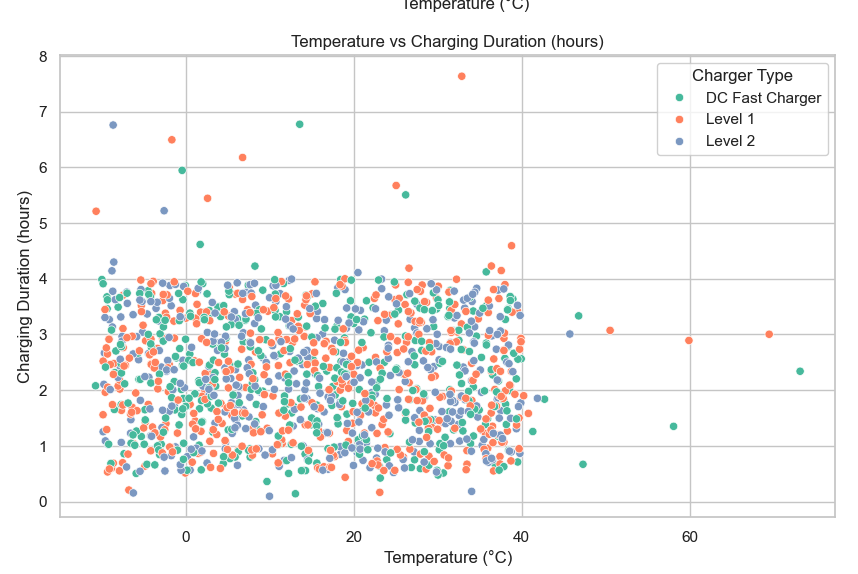 Temperature (°C)
Temperature vs Charging Duration (hours)
Charger Type
DC Fast Charger
Level 1
Level 2
Charging Duration (hours)
8
7
6
5
4
3
2
1
0
0
20
40
60
Temperature (°C)